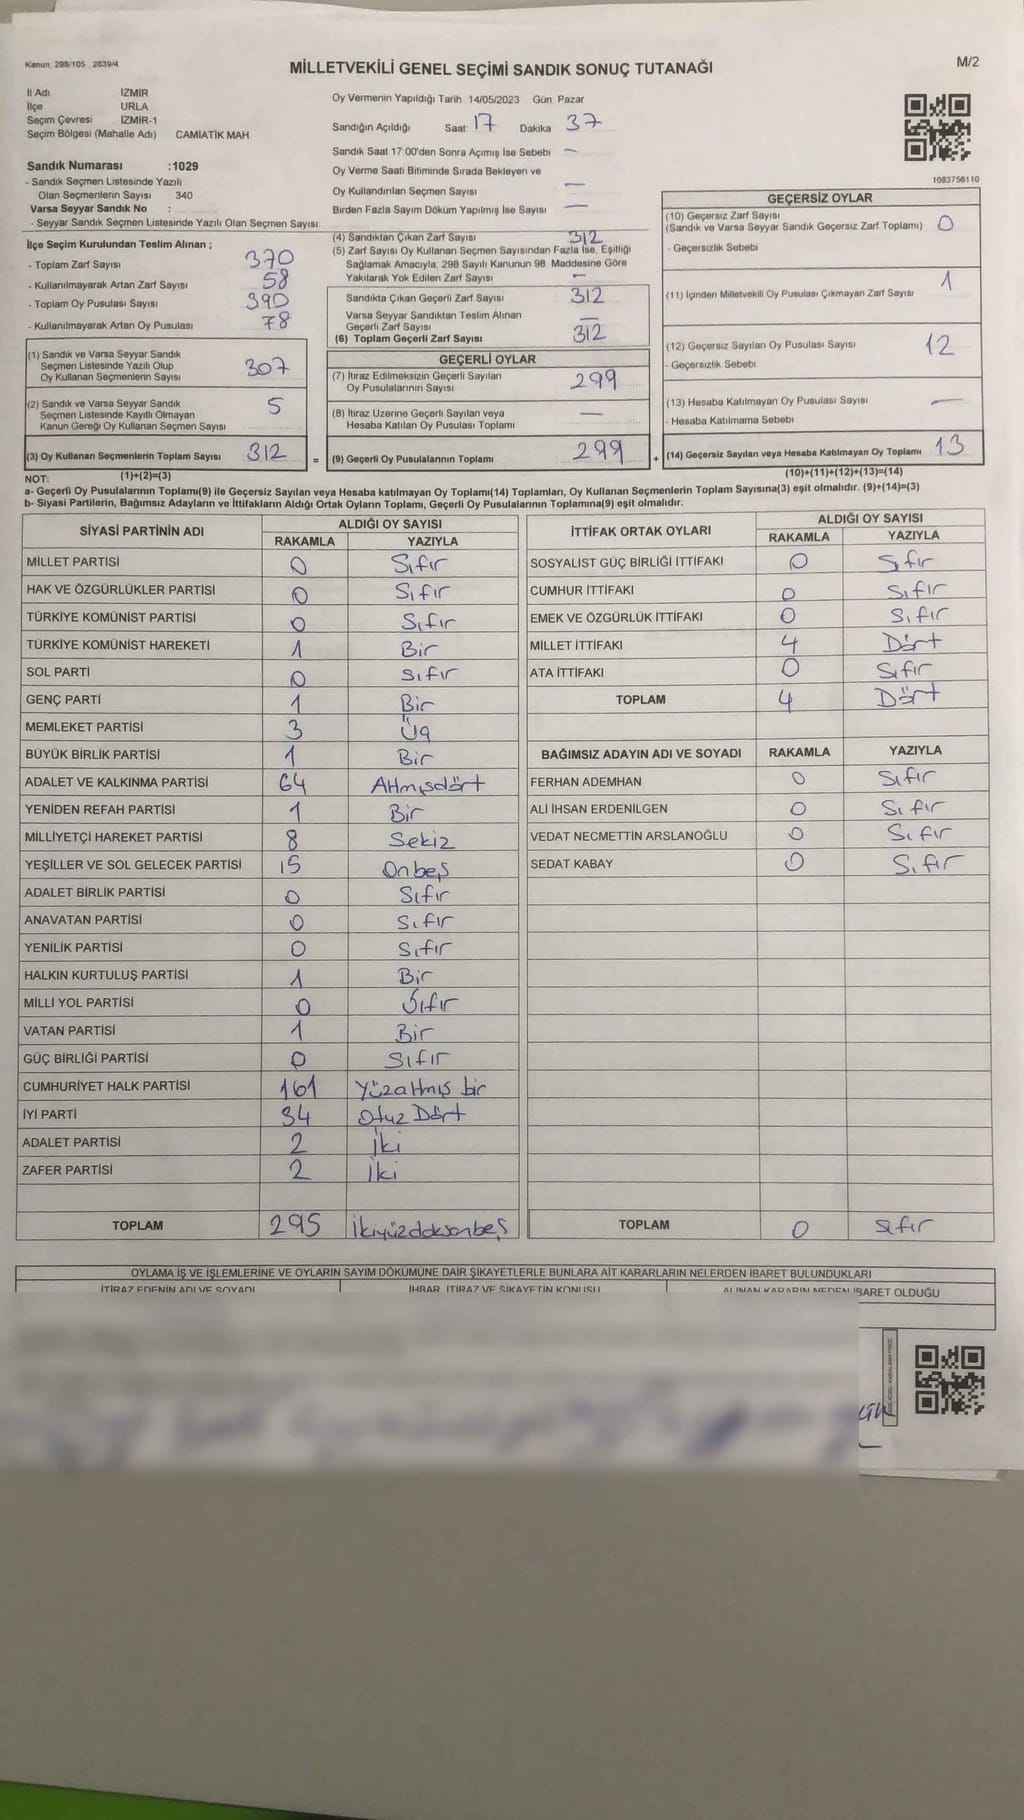 Kanun, 298/105 2839/4
MİLLETVEKİLİ GENEL SEÇİMİ SANDIK SONUÇ TUTANAĞI
M/2
İl Adı İZMİR
İlçe URLA
Seçim Çevresi İZMİR-1
Seçim Bölgesi (Mahalle Adı) CAMİATİK MAH
Sandık Numarası :1029
- Sandık Seçmen Listesinde Yazılı
Olan Seçmenlerin Sayısı 340
Varsa Seyyar Sandık No :
- Seyyar Sandık Seçmen Listesinde Yazılı Olan Seçmen Sayısı:
Oy Vermenin Yapıldığı Tarih 14/05/2023 Gün Pazar
Sandığın Açıldığı Saat: 17 Dakika 37
Sandık Saat 17:00'den Sonra Açımış İse Sebebi —
Oy Verme Saati Bitiminde Sırada Bekleyen ve
Oy Kullandırılan Seçmen Sayısı —
Birden Fazla Sayım Döküm Yapılmış İse Sayısı —
1083756110
İlçe Seçim Kurulundan Teslim Alınan ;
- Toplam Zarf Sayısı 370
- Kullanılmayarak Artan Zarf Sayısı 58
- Toplam Oy Pusulası Sayısı 390
- Kullanılmayarak Artan Oy Pusulası 78
(1) Sandık ve Varsa Seyyar Sandık
Seçmen Listesinde Yazılı Olup
Oy Kullanan Seçmenlerin Sayısı 307
(2) Sandık ve Varsa Seyyar Sandık
Seçmen Listesinde Kayıtlı Olmayan
Kanun Gereği Oy Kullanan Seçmen Sayısı 5
(3) Oy Kullanan Seçmenlerin Toplam Sayısı 312 =
(1)+(2)=(3)
(4) Sandıktan Çıkan Zarf Sayısı 312
(5) Zarf Sayısı Oy Kullanan Seçmen Sayısından Fazla İse, Eşitliği
Sağlamak Amacıyla, 298 Sayılı Kanunun 98. Maddesine Göre
Yakılarak Yok Edilen Zarf Sayısı —
Sandıkta Çıkan Geçerli Zarf Sayısı 312
Varsa Seyyar Sandıktan Teslim Alınan
Geçerli Zarf Sayısı —
(6) Toplam Geçerli Zarf Sayısı 312
GEÇERLİ OYLAR
(7) İtiraz Edilmeksizin Geçerli Sayılan
Oy Pusulalarının Sayısı 299
(8) İtiraz Üzerine Geçerli Sayılan veya
Hesaba Katılan Oy Pusulası Toplamı —
(9) Geçerli Oy Pusulalarının Toplamı 299 +
GEÇERSİZ OYLAR
(10) Geçersiz Zarf Sayısı
(Sandık ve Varsa Seyyar Sandık Geçersiz Zarf Toplamı) 0
- Geçersizlik Sebebi
(11) İçinden Milletvekili Oy Pusulası Çıkmayan Zarf Sayısı 1
(12) Geçersiz Sayılan Oy Pusulası Sayısı 12
- Geçersizlik Sebebi
(13) Hesaba Katılmayan Oy Pusulası Sayısı —
- Hesaba Katılmama Sebebi
(14) Geçersiz Sayılan veya Hesaba Katılmayan Oy Toplamı 13
(10)+(11)+(12)+(13)=(14)
NOT:
a- Geçerli Oy Pusulalarının Toplamı(9) ile Geçersiz Sayılan veya Hesaba katılmayan Oy Toplamı(14) Toplamları, Oy Kullanan Seçmenlerin Toplam Sayısına(3) eşit olmalıdır. (9)+(14)=(3)
b- Siyasi Partilerin, Bağımsız Adayların ve İttifakların Aldığı Ortak Oyların Toplamı, Geçerli Oy Pusulalarının Toplamına(9) eşit olmalıdır.
SİYASİ PARTİNİN ADI ALDIĞI OY SAYISI
RAKAMLA YAZIYLA
MİLLET PARTİSİ 0 Sıfır
HAK VE ÖZGÜRLÜKLER PARTİSİ 0 Sıfır
TÜRKİYE KOMÜNİST PARTİSİ 0 Sıfır
TÜRKİYE KOMÜNİST HAREKETİ 1 Bir
SOL PARTİ 0 Sıfır
GENÇ PARTİ 1 Bir
MEMLEKET PARTİSİ 3 Üç
BÜYÜK BİRLİK PARTİSİ 1 Bir
ADALET VE KALKINMA PARTİSİ 64 Atmışdört
YENİDEN REFAH PARTİSİ 1 Bir
MİLLİYETÇİ HAREKET PARTİSİ 8 Sekiz
YEŞİLLER VE SOL GELECEK PARTİSİ 15 Onbeş
ADALET BİRLİK PARTİSİ 0 Sıfır
ANAVATAN PARTİSİ 0 Sıfır
YENİLİK PARTİSİ 0 Sıfır
HALKIN KURTULUŞ PARTİSİ 1 Bir
MİLLİ YOL PARTİSİ 0 Sıfır
VATAN PARTİSİ 1 Bir
GÜÇ BİRLİĞİ PARTİSİ 0 Sıfır
CUMHURİYET HALK PARTİSİ 161 Yüzatmış bir
İYİ PARTİ 34 Otuz Dört
ADALET PARTİSİ 2 İki
ZAFER PARTİSİ 2 İki
TOPLAM 295 İkiyüzdoksanbeş
İTTİFAK ORTAK OYLARI ALDIĞI OY SAYISI
RAKAMLA YAZIYLA
SOSYALİST GÜÇ BİRLİĞİ İTTİFAKI 0 Sıfır
CUMHUR İTTİFAKI 0 Sıfır
EMEK VE ÖZGÜRLÜK İTTİFAKI 0 Sıfır
MİLLET İTTİFAKI 4 Dört
ATA İTTİFAKI 0 Sıfır
TOPLAM 4 Dört
BAĞIMSIZ ADAYIN ADI VE SOYADI RAKAMLA YAZIYLA
FERHAN ADEMHAN 0 Sıfır
ALİ İHSAN ERDENİLGEN 0 Sıfır
VEDAT NECMETTİN ARSLANOĞLU 0 Sıfır
SEDAT KABAY 0 Sıfır
TOPLAM 0 Sıfır
OYLAMA İŞ VE İŞLEMLERİNE VE OYLARIN SAYIM DÖKÜMÜNE DAİR ŞİKAYETLERLE BUNLARA AİT KARARLARIN NELERDEN İBARET BULUNDUKLARI
İTİRAZ EDENİN ADI VE SOYADI İHBAR, İTİRAZ VE ŞİKAYETİN KONUSU ALINAN KARARIN NEDEN İBARET OLDUĞU